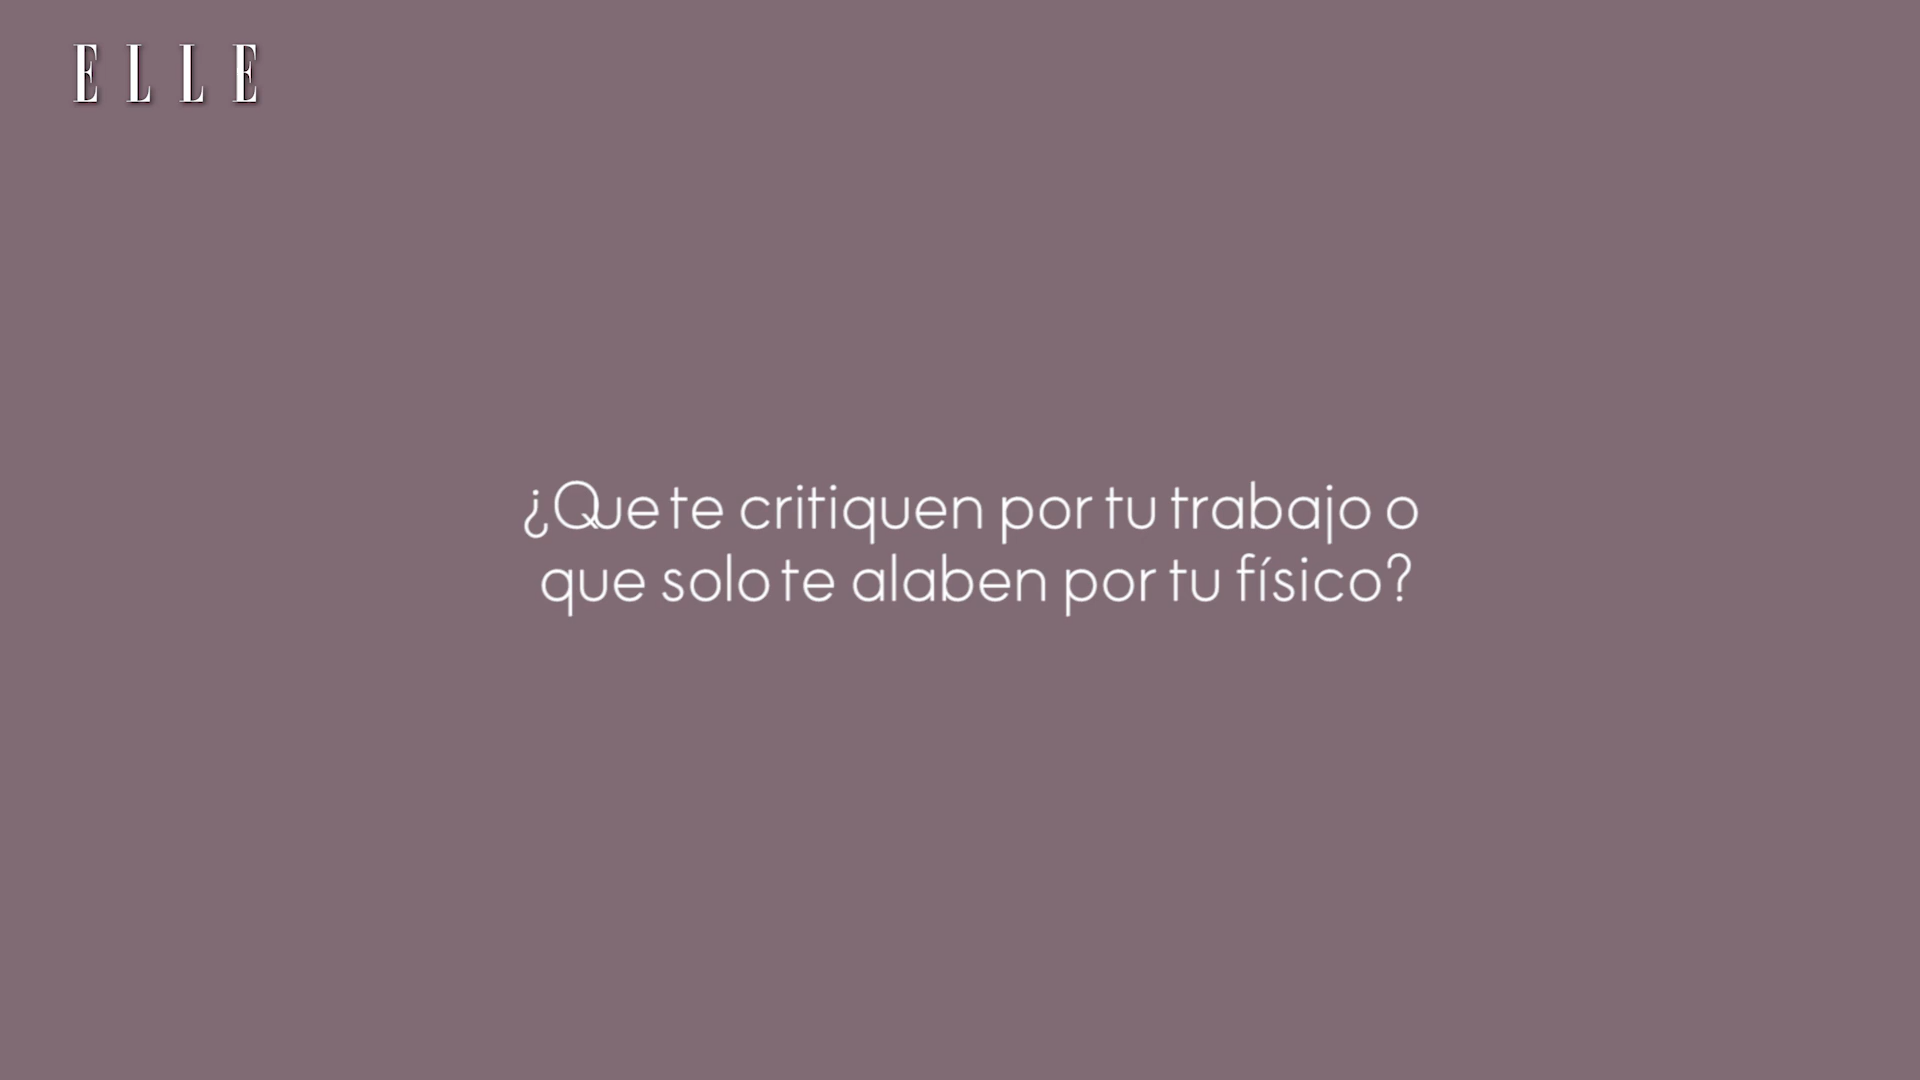 ELLE
¿Que te critiquen por tu trabajo o
que solo te alaben por tu físico?